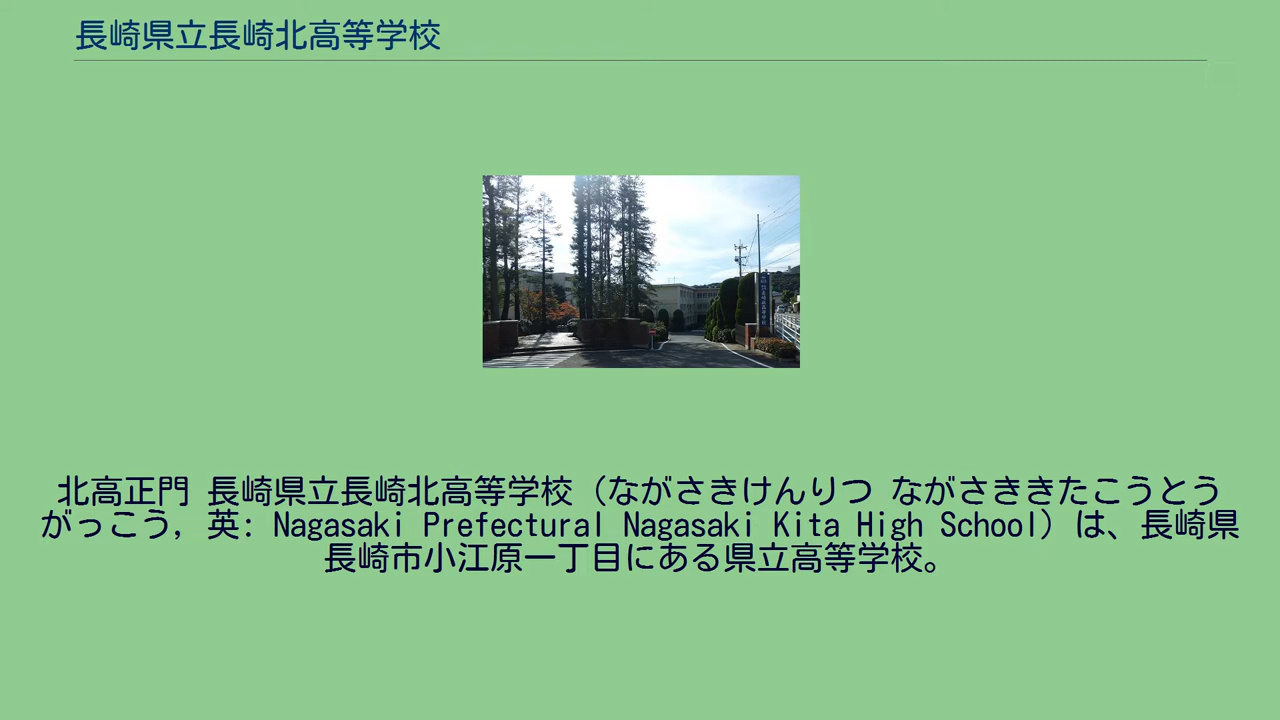 長崎県立長崎北高等学校
北高正門 長崎県立長崎北高等学校（ながさきけんりつ ながさききたこうとう
がっこう, 英: Nagasaki Prefectural Nagasaki Kita High School）は、長崎県
長崎市小江原一丁目にある県立高等学校。